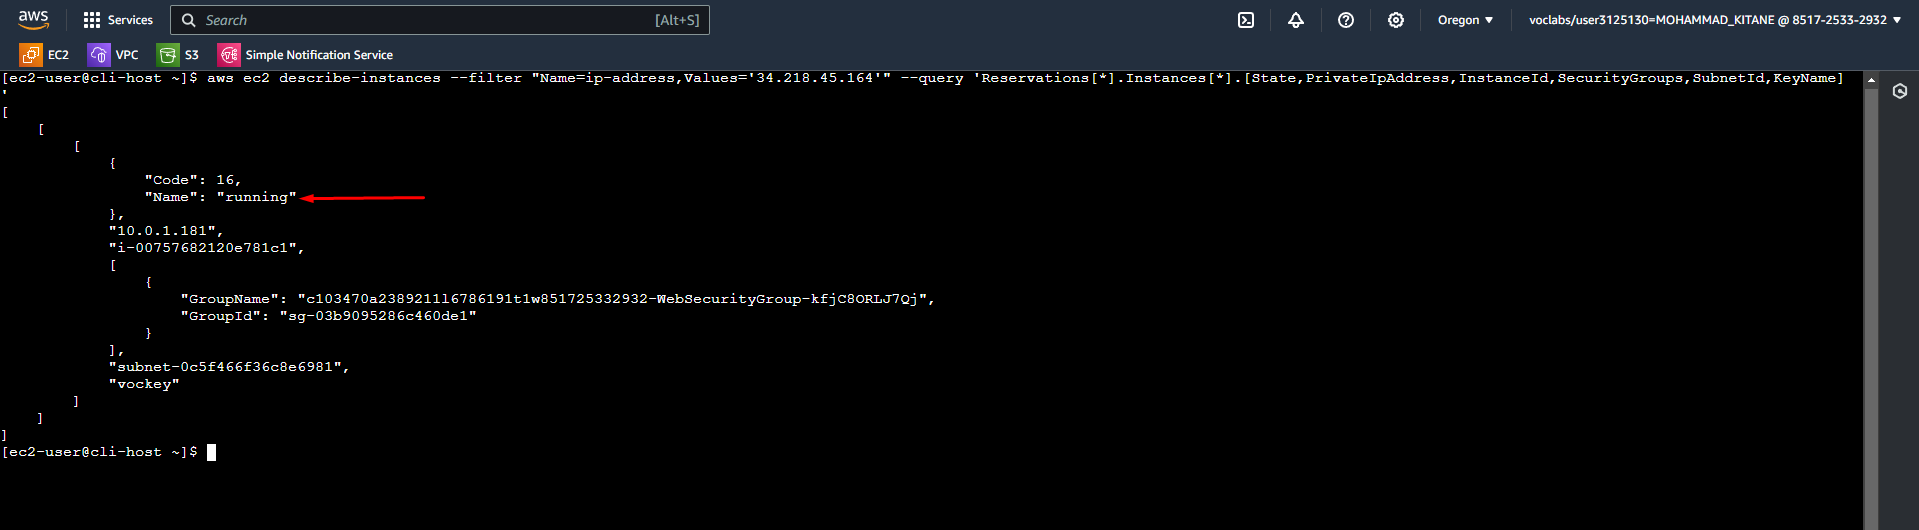 aws Services Search [Alt+S] Oregon voclabs/user3125130=MOHAMMAD_KITANE @ 8517-2533-2932
EC2 VPC S3 Simple Notification Service
[ec2-user@cli-host ~]$ aws ec2 describe-instances --filter "Name=ip-address,Values='34.218.45.164'" --query 'Reservations[*].Instances[*].[State,PrivateIpAddress,InstanceId,SecurityGroups,SubnetId,KeyName]
'
[
    [
        [
            {
                "Code": 16,
                "Name": "running"
            },
            "10.0.1.181",
            "i-00757682120e781c1",
            [
                {
                    "GroupName": "c103470a2389211l6786191t1w851725332932-WebSecurityGroup-kfjC8ORLJ7Qj",
                    "GroupId": "sg-03b9095286c460de1"
                }
            ],
            "subnet-0c5f466f36c8e6981",
            "vockey"
        ]
    ]
]
[ec2-user@cli-host ~]$